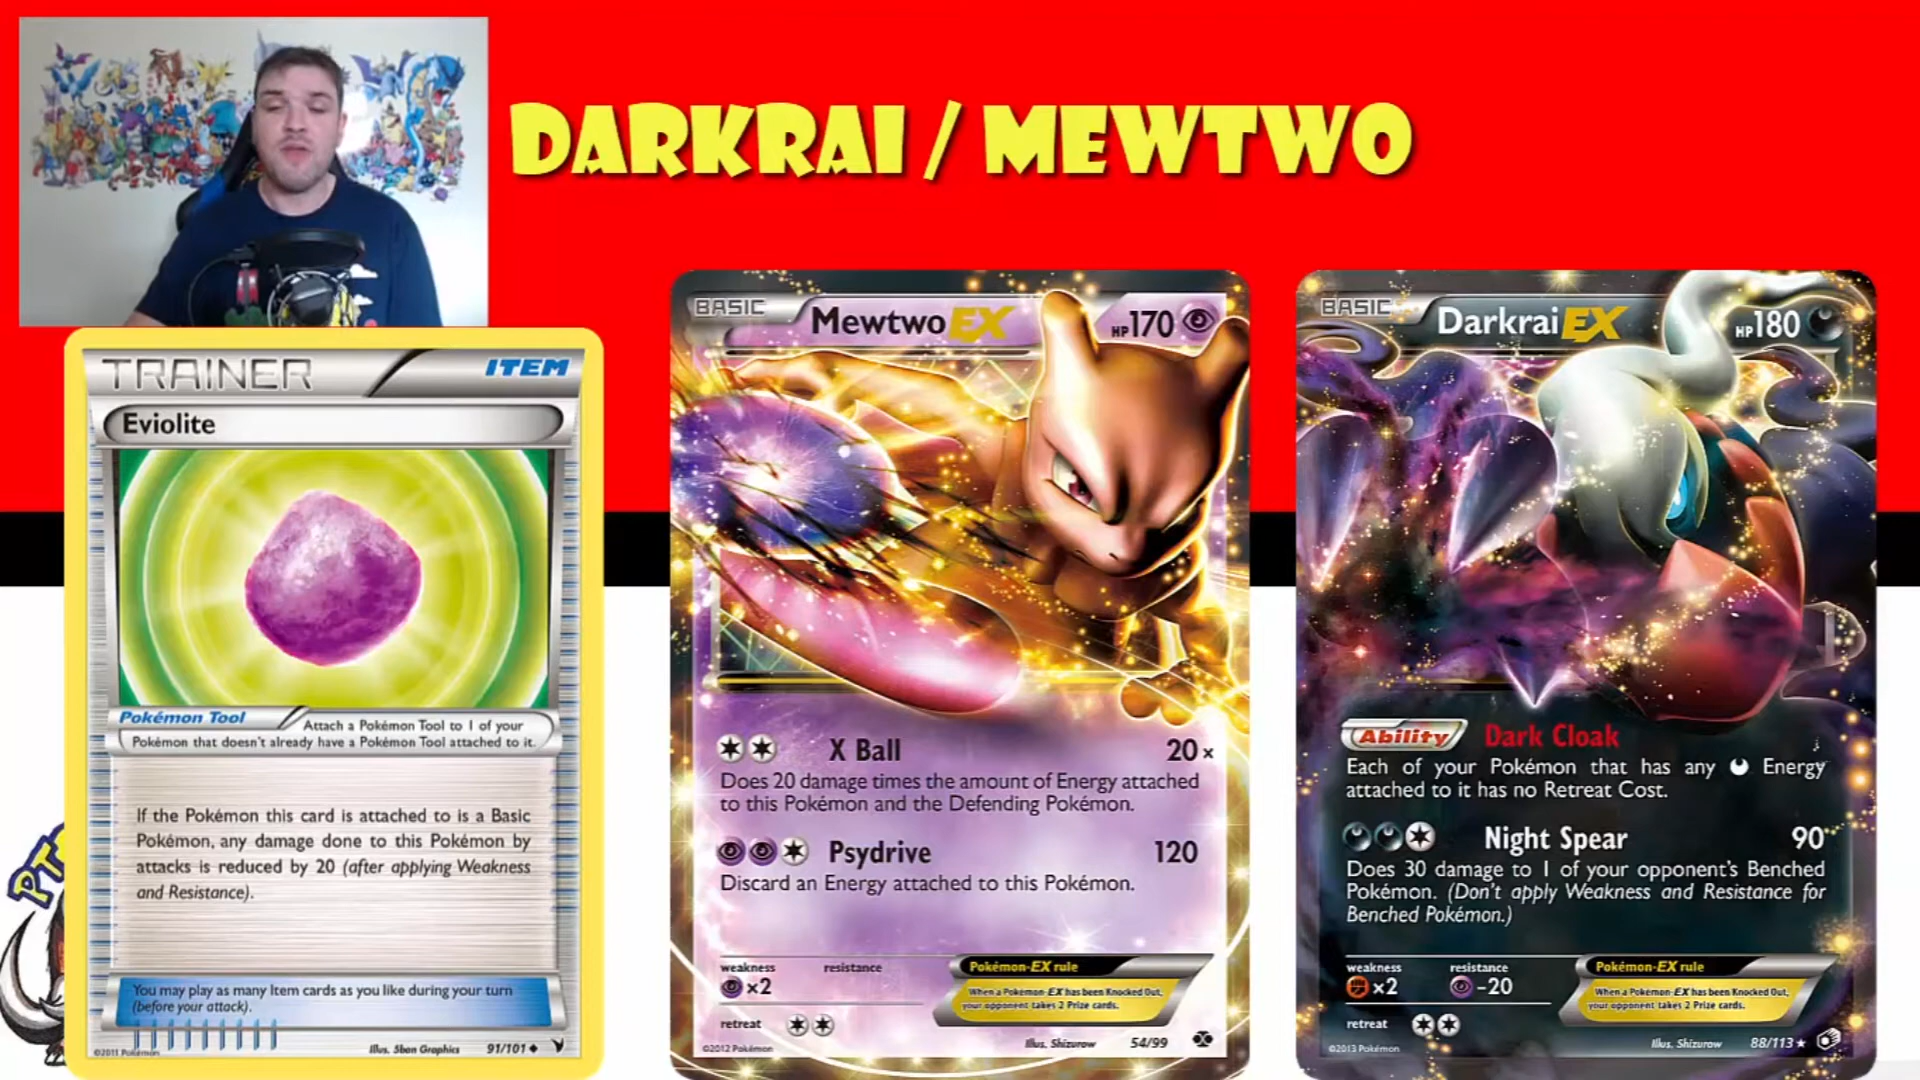 DARKRAI / MEWTWO
TRAINER ITEM
Eviolite
Pokémon Tool Attach a Pokémon Tool to 1 of your
Pokémon that doesn't already have a Pokémon Tool attached to it.
If the Pokémon this card is attached to is a Basic
Pokémon, any damage done to this Pokémon by
attacks is reduced by 20 (after applying Weakness
and Resistance).
You may play as many Item cards as you like during your turn
(before your attack).
©2011 Pokémon Illus. 5ban Graphics 91/101
BASIC Mewtwo EX HP 170
X Ball 20×
Does 20 damage times the amount of Energy attached
to this Pokémon and the Defending Pokémon.
Psydrive 120
Discard an Energy attached to this Pokémon.
weakness resistance Pokémon-EX rule
×2 When a Pokémon-EX has been Knocked Out,
your opponent takes 2 Prize cards.
retreat
©2012 Pokémon Illus. Shizurow 54/99
BASIC Darkrai EX HP 180
Ability Dark Cloak
Each of your Pokémon that has any Energy
attached to it has no Retreat Cost.
Night Spear 90
Does 30 damage to 1 of your opponent's Benched
Pokémon. (Don't apply Weakness and Resistance for
Benched Pokémon.)
weakness resistance Pokémon-EX rule
×2 -20 When a Pokémon-EX has been Knocked Out,
your opponent takes 2 Prize cards.
retreat
©2013 Pokémon Illus. Shizurow 88/113